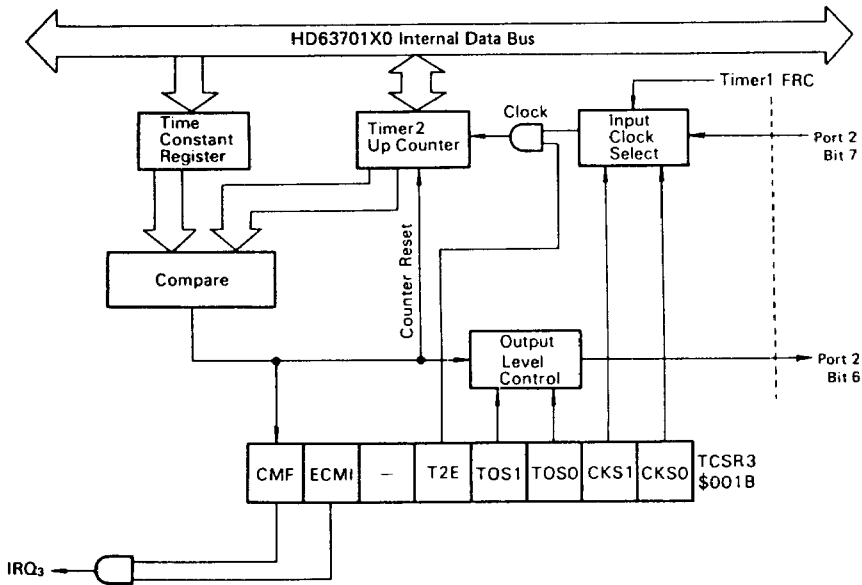 HD63701X0 Internal Data Bus
Timer1 FRC
Time
Constant
Register
Timer2
Up Counter
Clock
Input
Clock
Select
Port 2
Bit 7
Compare
Counter Reset
Output
Level
Control
Port 2
Bit 6
CMF ECMI — T2E TOS1 TOS0 CKS1 CKS0
TCSR3
$001B
IRQ₃